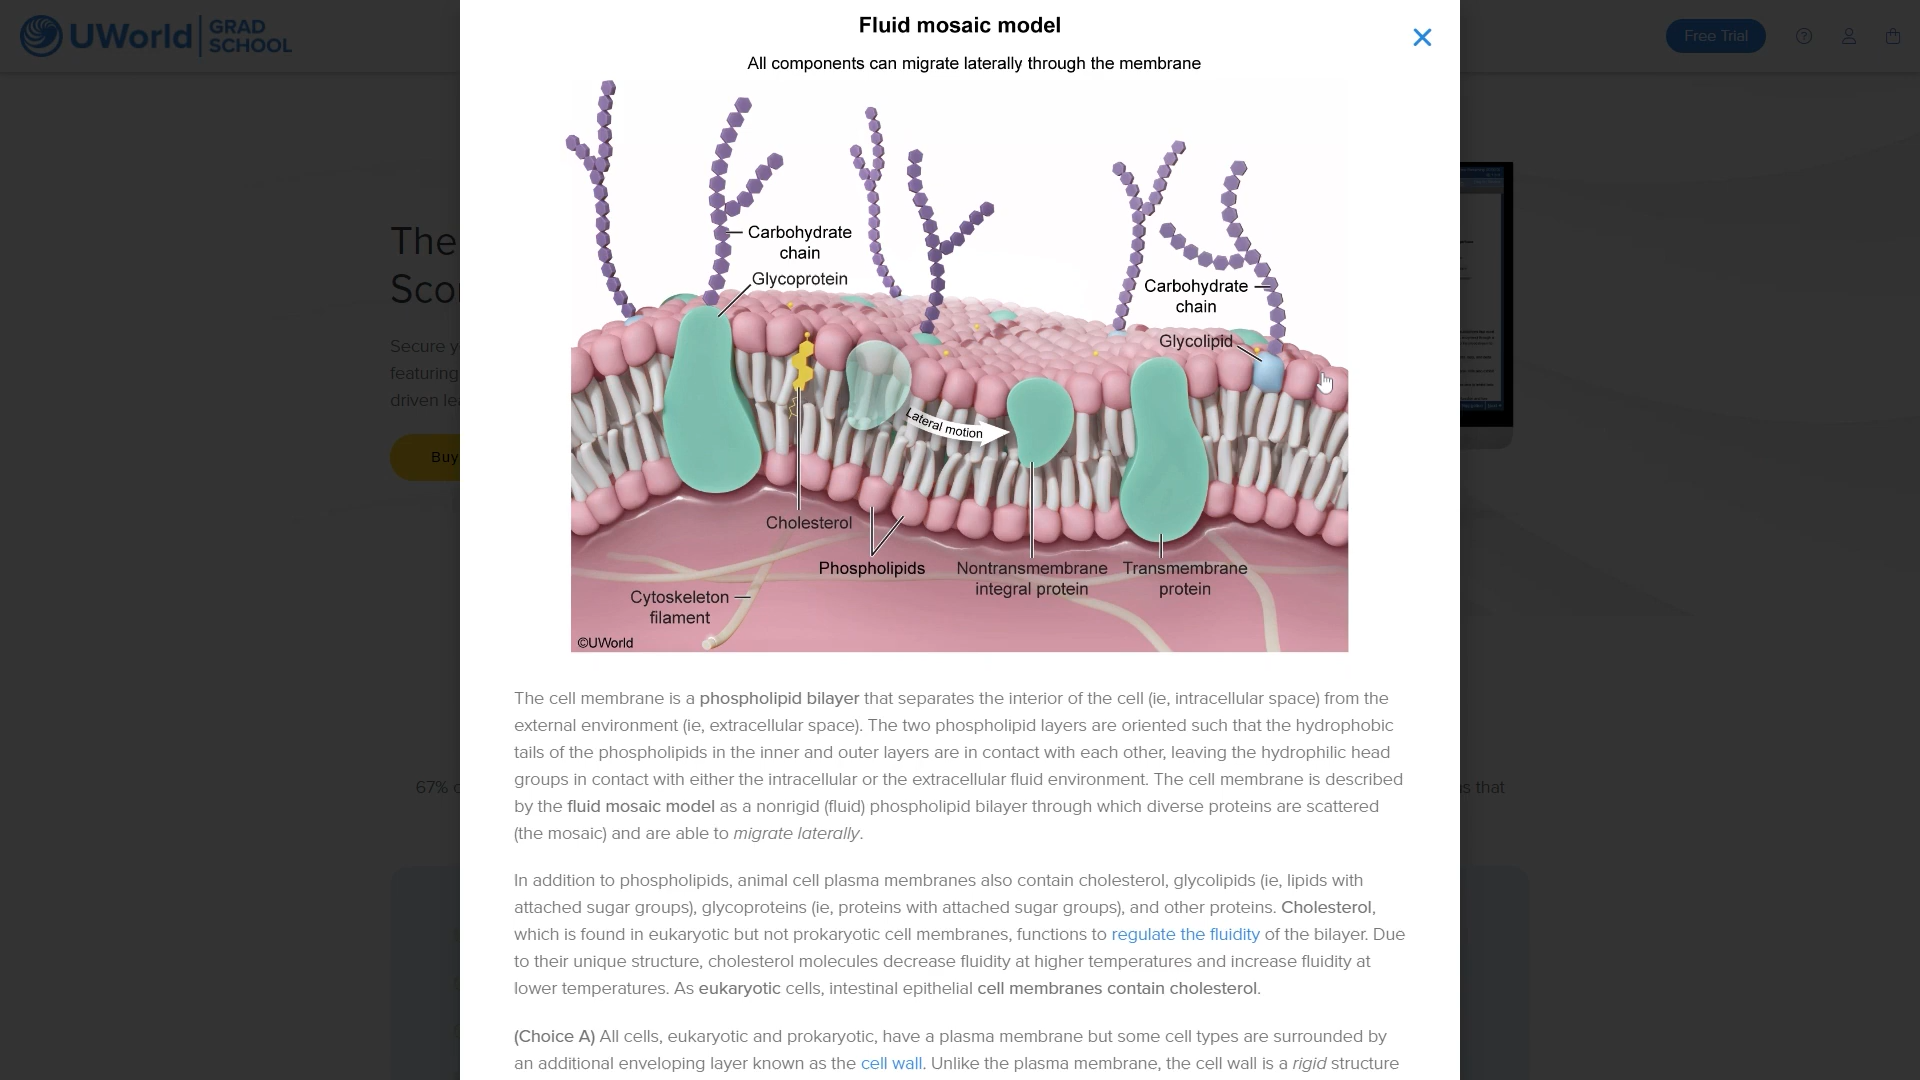 UWorld GRAD SCHOOL
Free Trial
The
Sco
Secure y
featuring
driven le
Buy
67%
s that
Fluid mosaic model
All components can migrate laterally through the membrane
Carbohydrate
chain
Glycoprotein
Carbohydrate
chain
Glycolipid
Lateral motion
Cholesterol
Phospholipids
Nontransmembrane
integral protein
Transmembrane
protein
Cytoskeleton
filament
©UWorld
The cell membrane is a phospholipid bilayer that separates the interior of the cell (ie, intracellular space) from the
external environment (ie, extracellular space). The two phospholipid layers are oriented such that the hydrophobic
tails of the phospholipids in the inner and outer layers are in contact with each other, leaving the hydrophilic head
groups in contact with either the intracellular or the extracellular fluid environment. The cell membrane is described
by the fluid mosaic model as a nonrigid (fluid) phospholipid bilayer through which diverse proteins are scattered
(the mosaic) and are able to migrate laterally.
In addition to phospholipids, animal cell plasma membranes also contain cholesterol, glycolipids (ie, lipids with
attached sugar groups), glycoproteins (ie, proteins with attached sugar groups), and other proteins. Cholesterol,
which is found in eukaryotic but not prokaryotic cell membranes, functions to regulate the fluidity of the bilayer. Due
to their unique structure, cholesterol molecules decrease fluidity at higher temperatures and increase fluidity at
lower temperatures. As eukaryotic cells, intestinal epithelial cell membranes contain cholesterol.
(Choice A) All cells, eukaryotic and prokaryotic, have a plasma membrane but some cell types are surrounded by
an additional enveloping layer known as the cell wall. Unlike the plasma membrane, the cell wall is a rigid structure